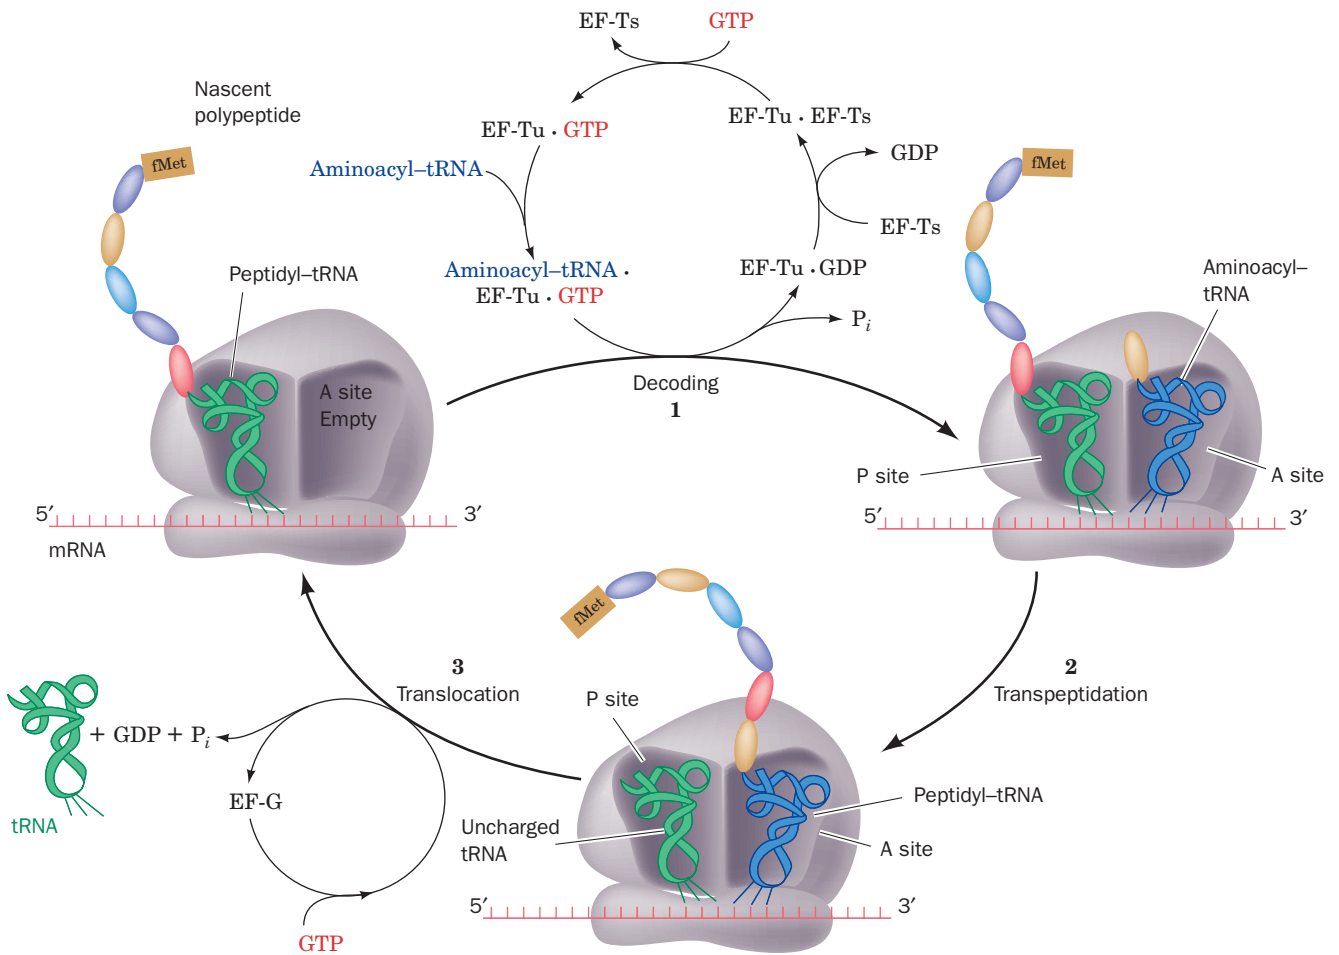 EF-Ts
GTP
Nascent
polypeptide
EF-Tu · GTP
EF-Tu · EF-Ts
fMet
Aminoacyl–tRNA
GDP
fMet
EF-Ts
Peptidyl–tRNA
Aminoacyl–tRNA ·
EF-Tu · GTP
EF-Tu · GDP
Aminoacyl–
tRNA
Pi
A site
Empty
Decoding
1
P site
A site
5′
3′
mRNA
5′
3′
fMet
3
Translocation
2
Transpeptidation
P site
+ GDP + Pi
EF-G
Peptidyl–tRNA
tRNA
Uncharged
tRNA
A site
5′
3′
GTP